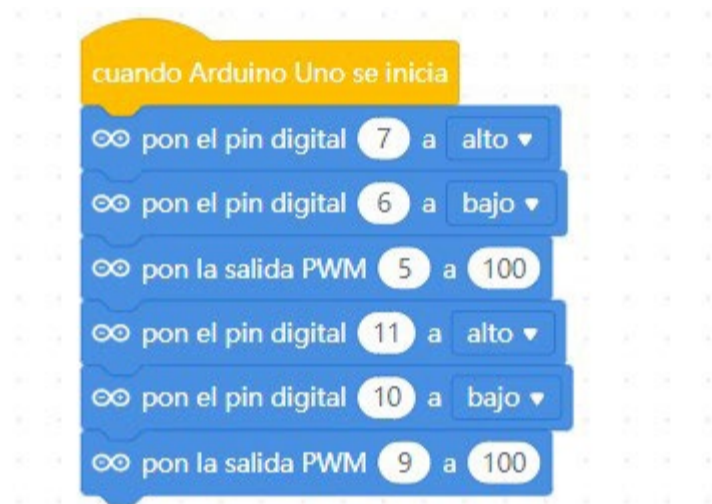 cuando Arduino Uno se inicia
pon el pin digital 7 a alto
pon el pin digital 6 a bajo
pon la salida PWM 5 a 100
pon el pin digital 11 a alto
pon el pin digital 10 a bajo
pon la salida PWM 9 a 100